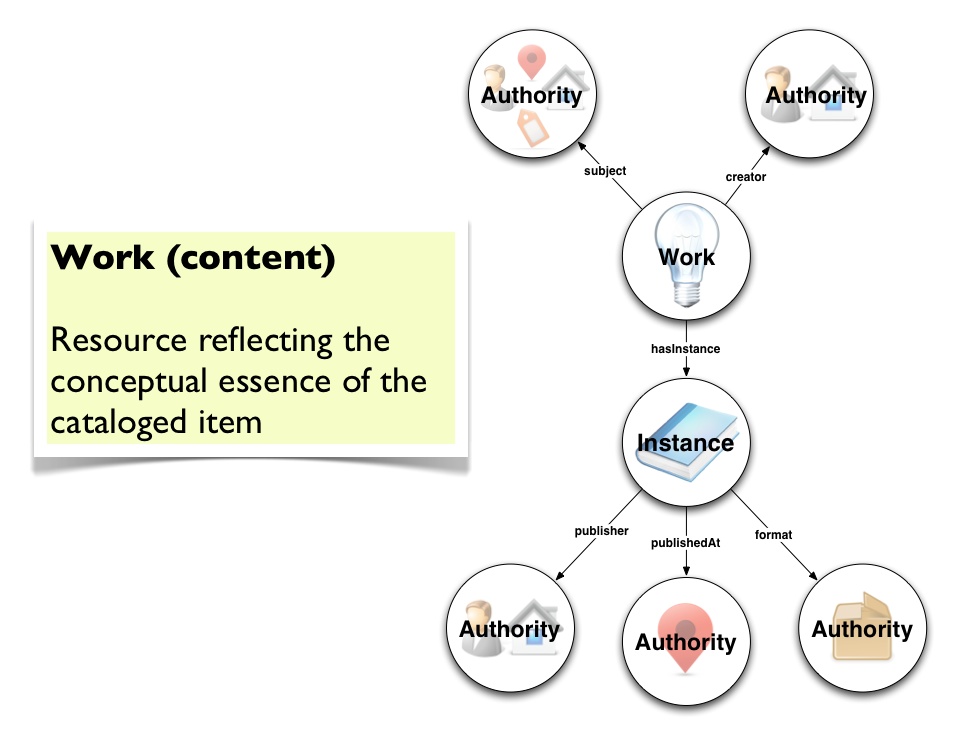 Authority
Authority
subject
creator
Work (content)
Resource reflecting the
conceptual essence of the
cataloged item
Work
hasInstance
Instance
publisher
publishedAt
format
Authority
Authority
Authority